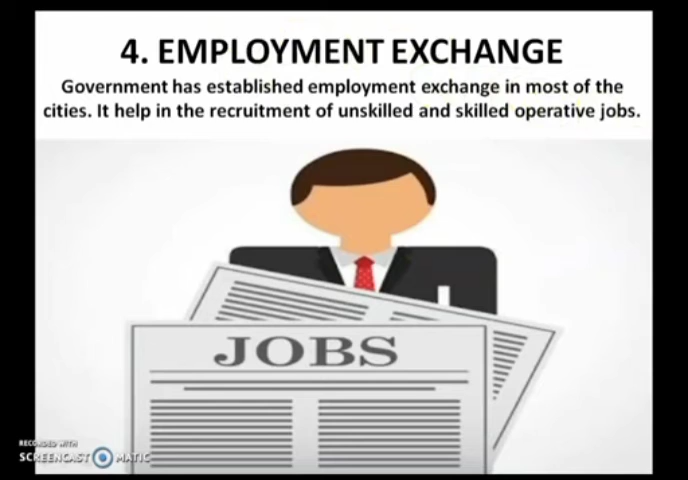 4. EMPLOYMENT EXCHANGE
Government has established employment exchange in most of the
cities. It help in the recruitment of unskilled and skilled operative jobs.
JOBS
RECORDED WITH
SCREENCAST MATIC